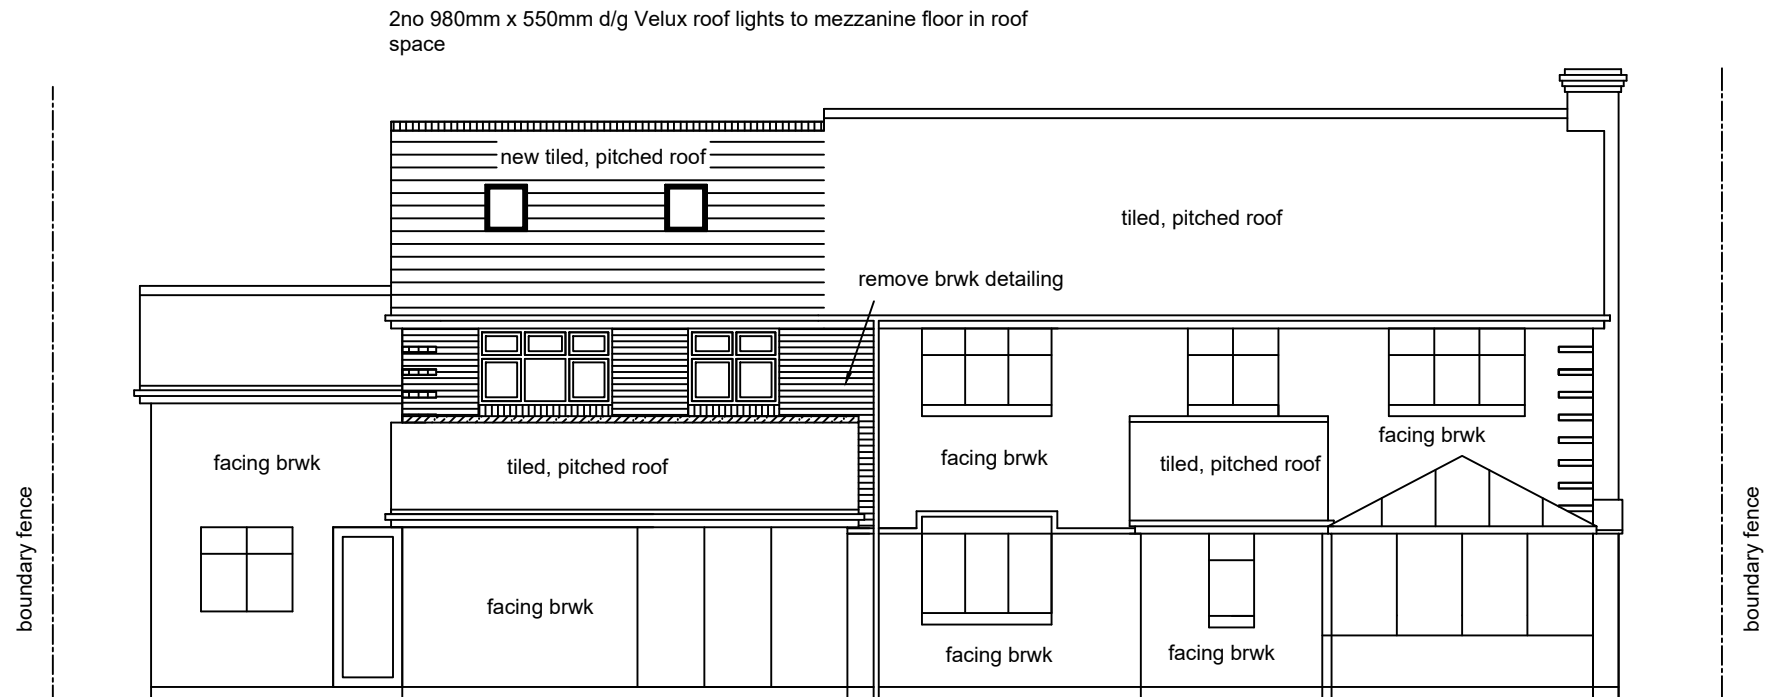 2no 980mm x 550mm d/g Velux roof lights to mezzanine floor in roof
space
new tiled, pitched roof
tiled, pitched roof
remove brwk detailing
facing brwk
tiled, pitched roof
facing brwk
tiled, pitched roof
facing brwk
boundary fence
boundary fence
facing brwk
facing brwk
facing brwk